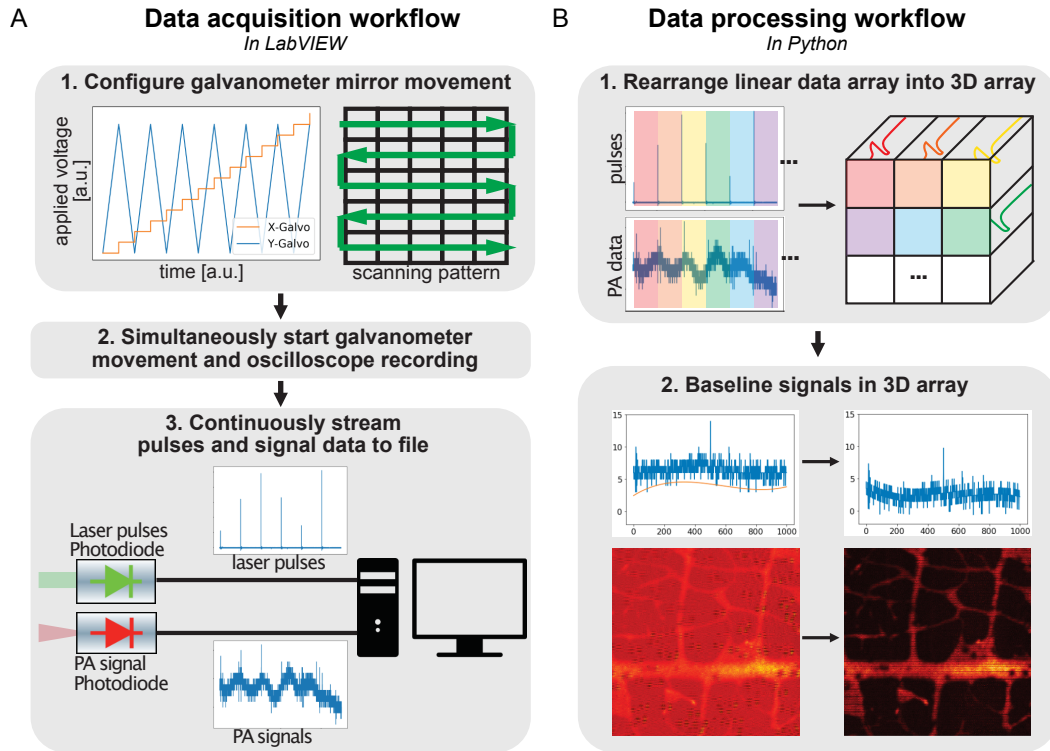 A
Data acquisition workflow
In LabVIEW
1. Configure galvanometer mirror movement
applied voltage
[a.u.]
X-Galvo
Y-Galvo
time [a.u.]
scanning pattern
2. Simultaneously start galvanometer
movement and oscilloscope recording
3. Continuously stream
pulses and signal data to file
laser pulses
Laser pulses
Photodiode
PA signal
Photodiode
PA signals
B
Data processing workflow
In Python
1. Rearrange linear data array into 3D array
pulses
...
PA data
...
...
2. Baseline signals in 3D array
15
10
5
0
0 200 400 600 800 1000
15
10
5
0
0 200 400 600 800 1000